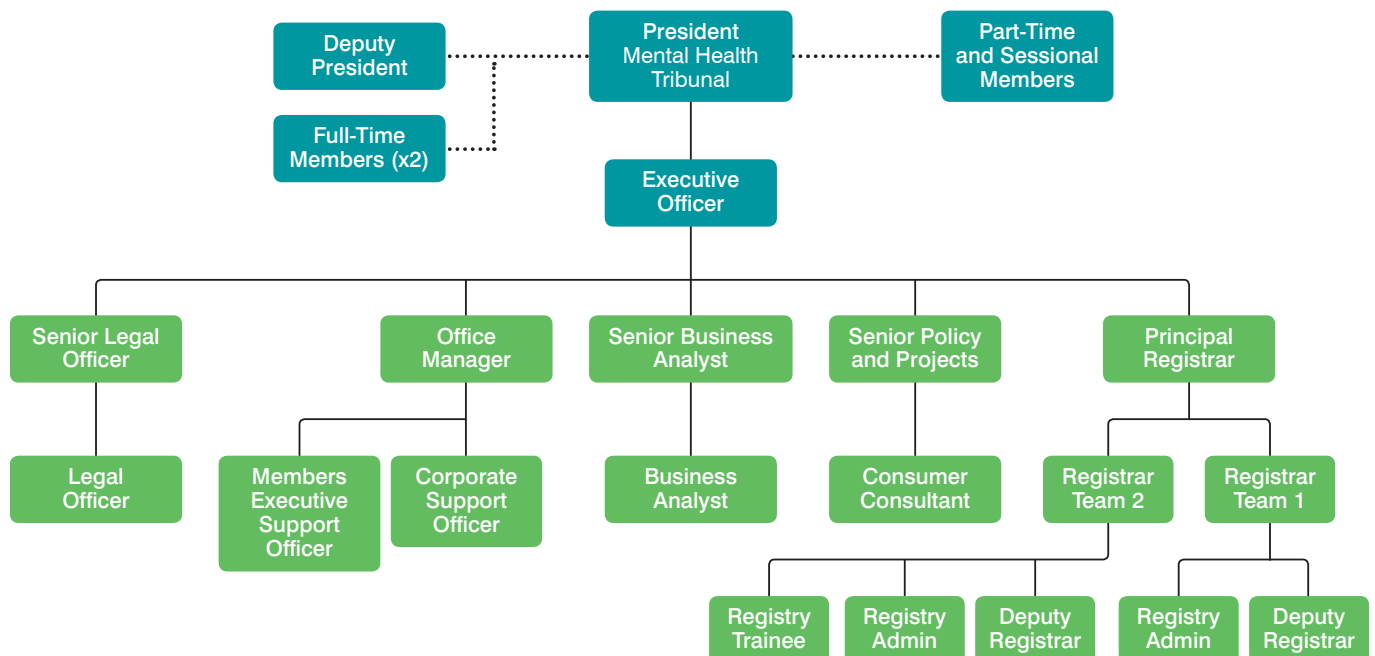 Deputy
President
President
Mental Health
Tribunal
Part-Time
and Sessional
Members
Full-Time
Members (x2)
Executive
Officer
Senior Legal
Officer
Office
Manager
Senior Business
Analyst
Senior Policy
and Projects
Principal
Registrar
Legal
Officer
Members
Executive
Support
Officer
Corporate
Support
Officer
Business
Analyst
Consumer
Consultant
Registrar
Team 2
Registrar
Team 1
Registry
Trainee
Registry
Admin
Deputy
Registrar
Registry
Admin
Deputy
Registrar